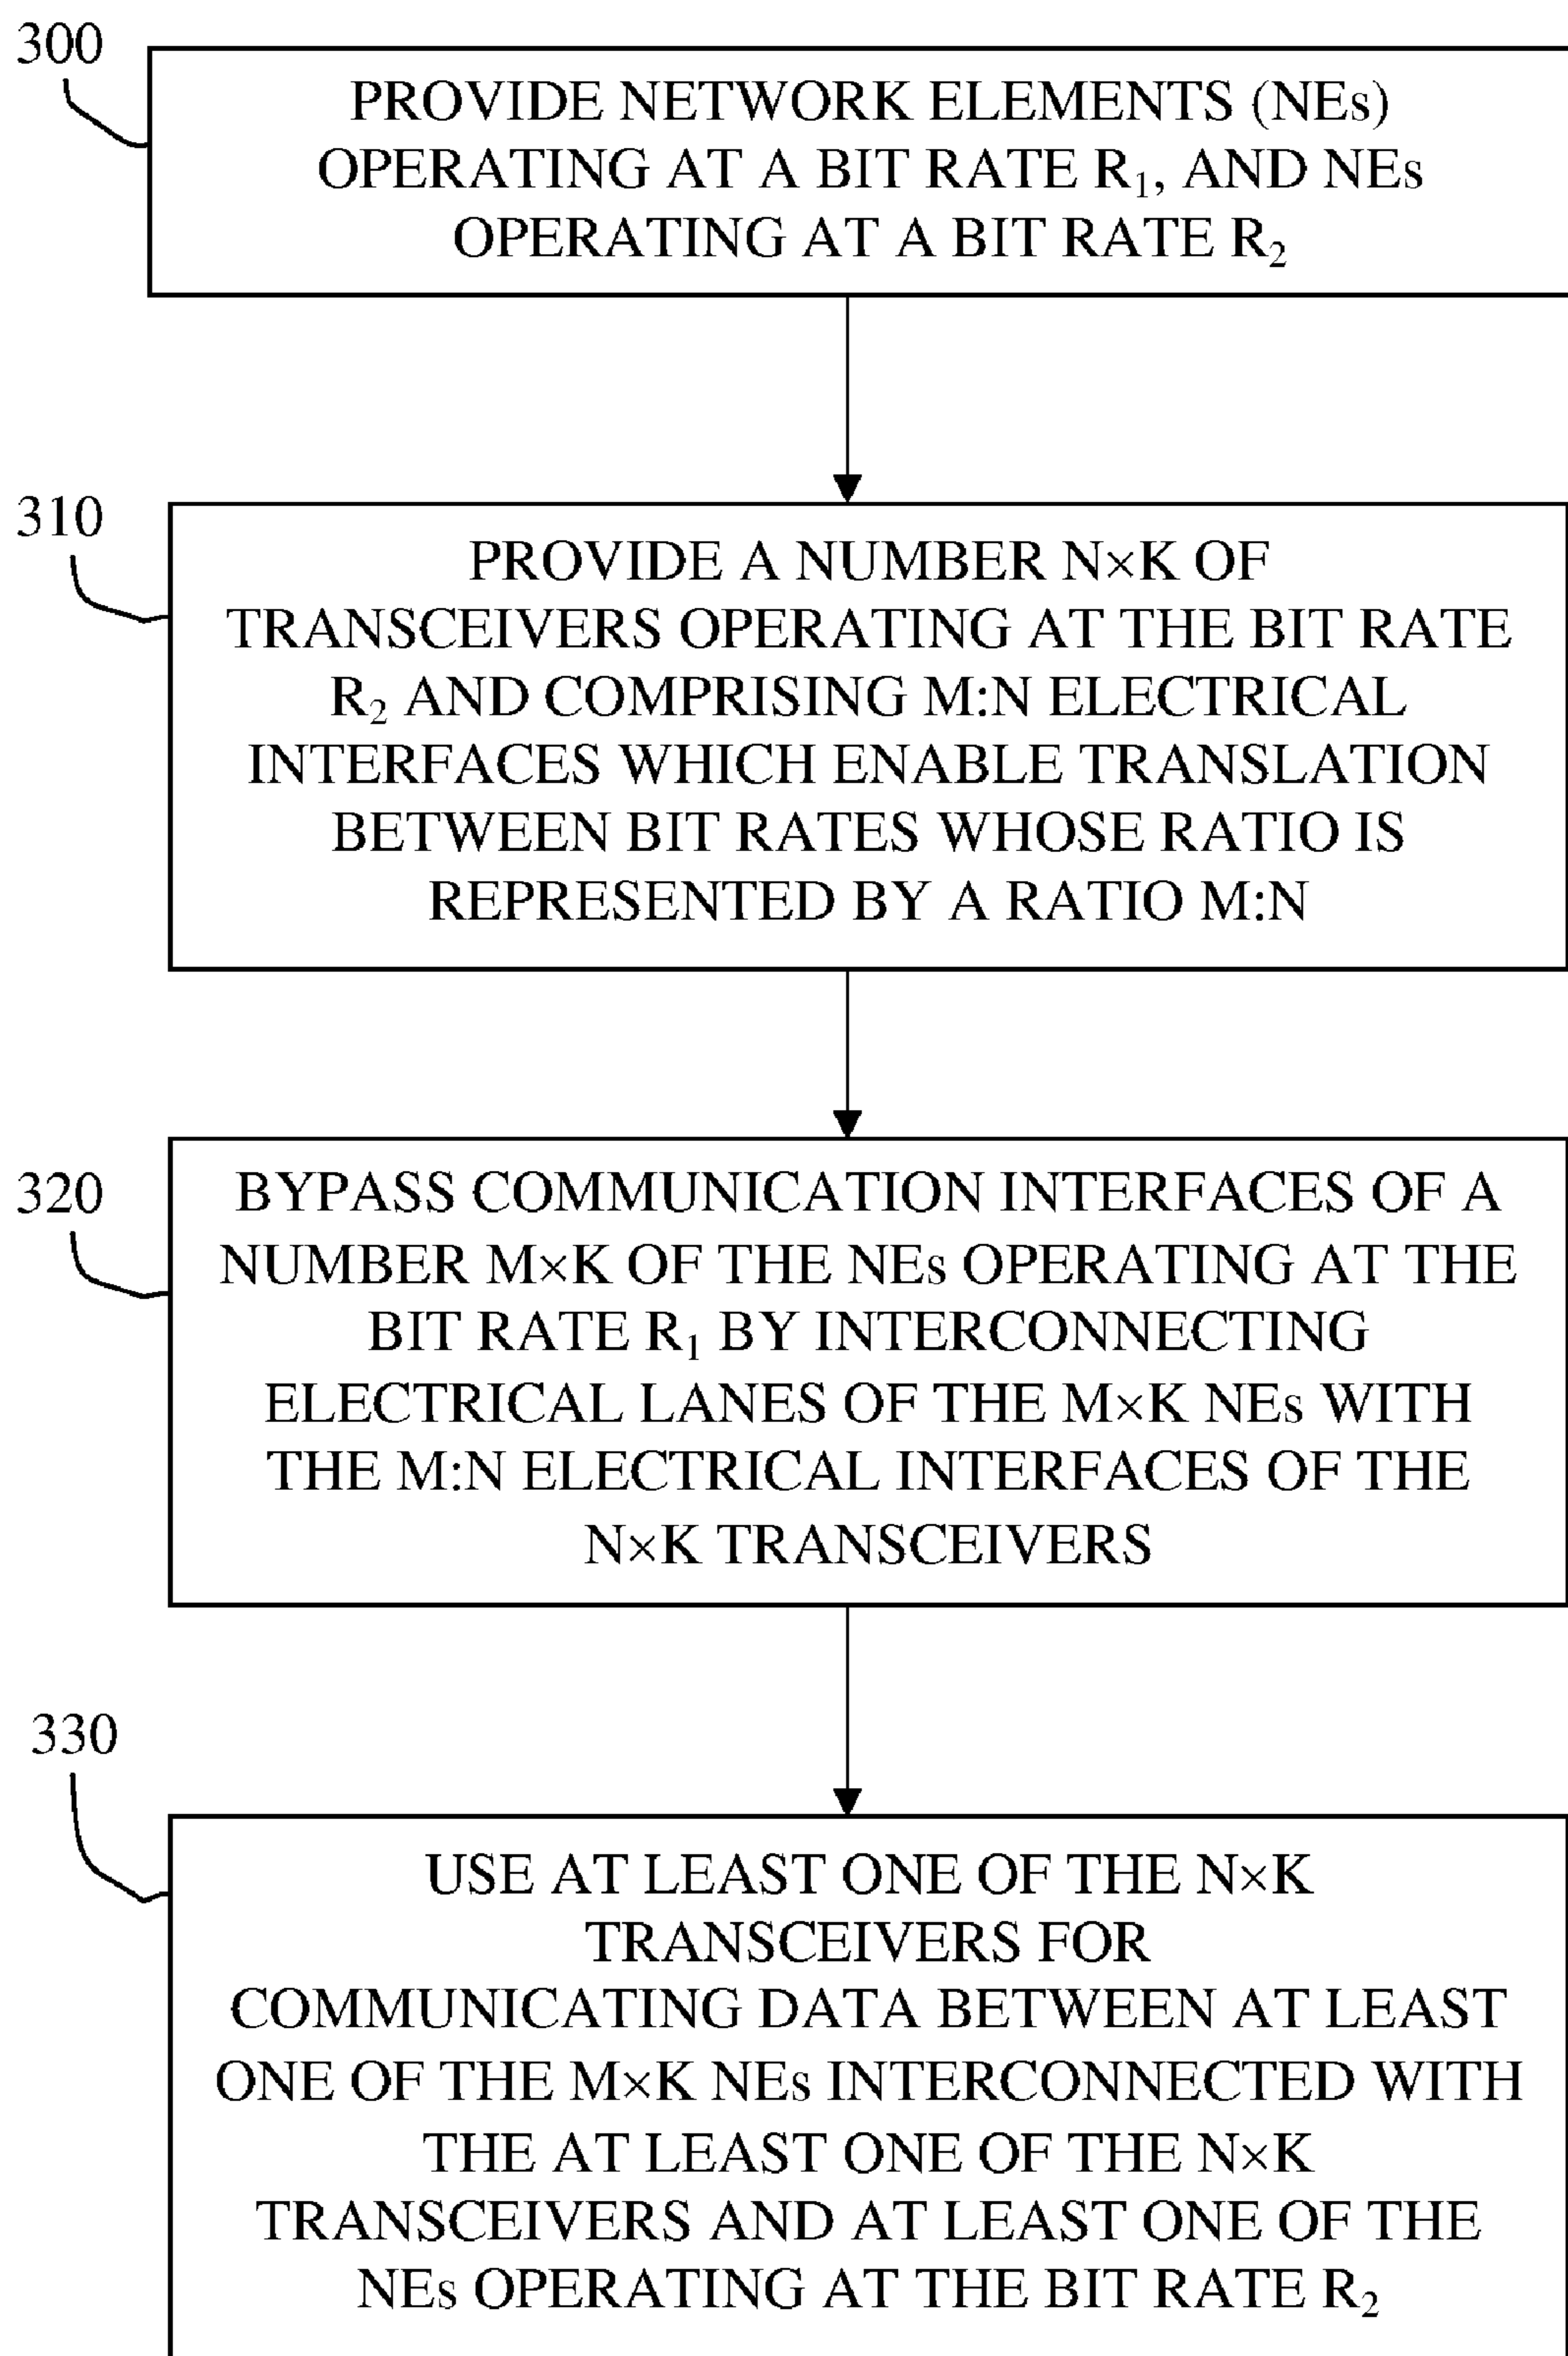 300
PROVIDE NETWORK ELEMENTS (NEs)
OPERATING AT A BIT RATE R₁, AND NEs
OPERATING AT A BIT RATE R₂
310
PROVIDE A NUMBER N×K OF
TRANSCEIVERS OPERATING AT THE BIT RATE
R₂ AND COMPRISING M:N ELECTRICAL
INTERFACES WHICH ENABLE TRANSLATION
BETWEEN BIT RATES WHOSE RATIO IS
REPRESENTED BY A RATIO M:N
320
BYPASS COMMUNICATION INTERFACES OF A
NUMBER M×K OF THE NEs OPERATING AT THE
BIT RATE R₁ BY INTERCONNECTING
ELECTRICAL LANES OF THE M×K NEs WITH
THE M:N ELECTRICAL INTERFACES OF THE
N×K TRANSCEIVERS
330
USE AT LEAST ONE OF THE N×K
TRANSCEIVERS FOR
COMMUNICATING DATA BETWEEN AT LEAST
ONE OF THE M×K NEs INTERCONNECTED WITH
THE AT LEAST ONE OF THE N×K
TRANSCEIVERS AND AT LEAST ONE OF THE
NEs OPERATING AT THE BIT RATE R₂